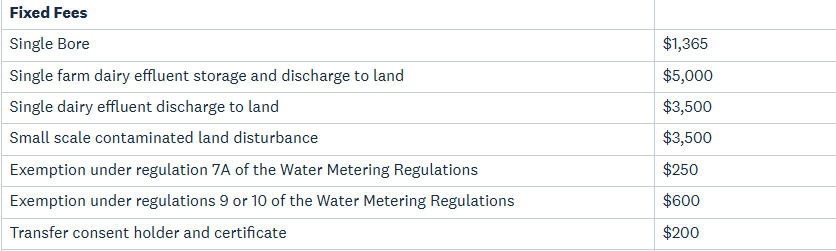 Fixed Fees
Single Bore $1,365
Single farm dairy effluent storage and discharge to land $5,000
Single dairy effluent discharge to land $3,500
Small scale contaminated land disturbance $3,500
Exemption under regulation 7A of the Water Metering Regulations $250
Exemption under regulations 9 or 10 of the Water Metering Regulations $600
Transfer consent holder and certificate $200